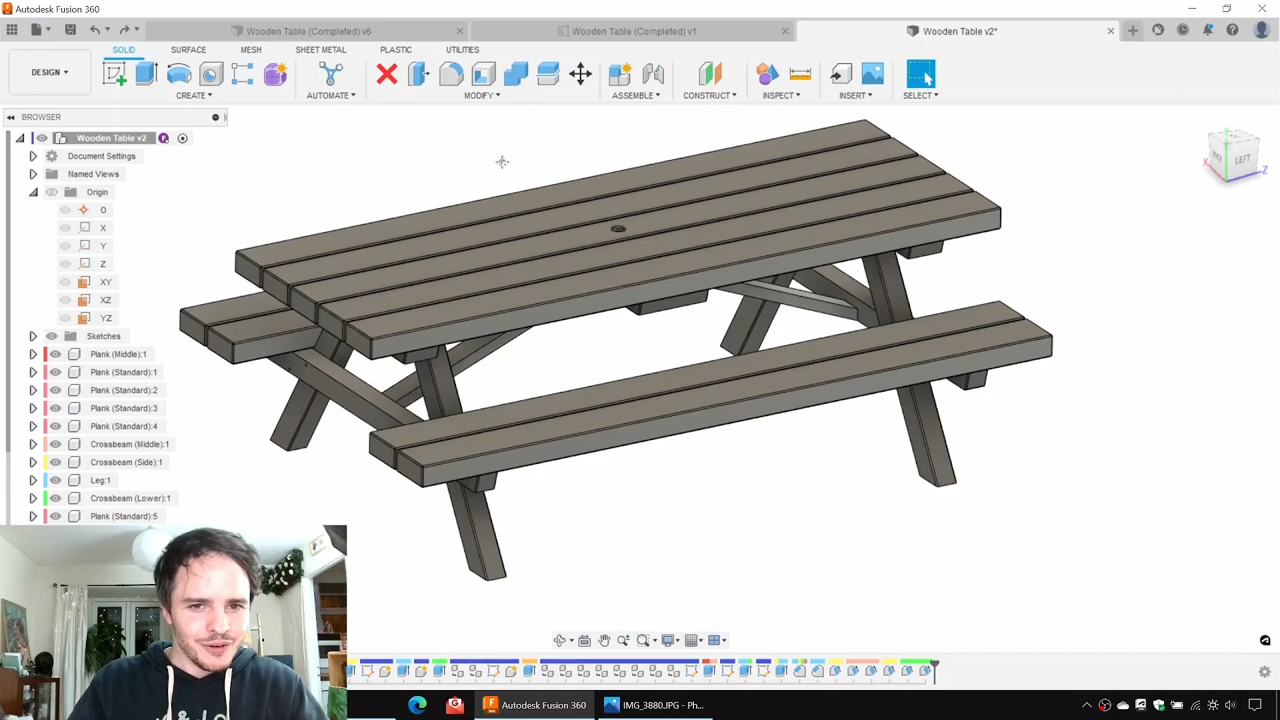 Autodesk Fusion 360
Wooden Table (Completed) v6
Wooden Table (Completed) v1
Wooden Table v2*
SOLID
SURFACE
MESH
SHEET METAL
PLASTIC
UTILITIES
DESIGN
CREATE
AUTOMATE
MODIFY
ASSEMBLE
CONSTRUCT
INSPECT
INSERT
SELECT
BROWSER
Wooden Table v2
Document Settings
Named Views
Origin
O
X
Y
Z
XY
XZ
YZ
Sketches
Plank (Middle):1
Plank (Standard):1
Plank (Standard):2
Plank (Standard):3
Plank (Standard):4
Crossbeam (Middle):1
Crossbeam (Side):1
Leg:1
Crossbeam (Lower):1
Plank (Standard):5
LEFT
X
Z
Autodesk Fusion 360
IMG_3880.JPG - Ph...